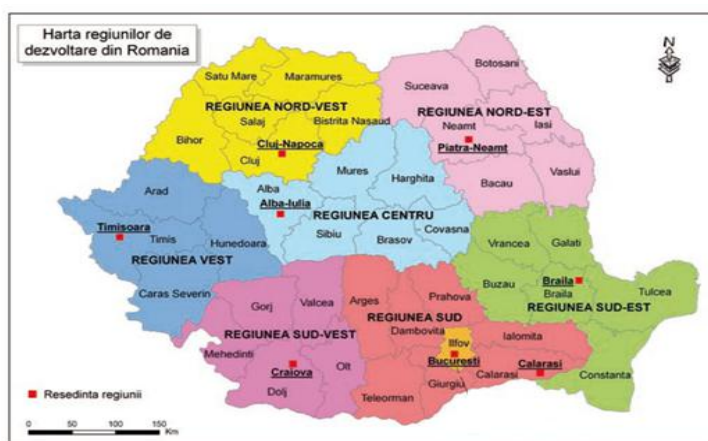 Harta regiunilor de
dezvoltare din Romania
N
Botosani
Satu Mare
Maramures
Suceava
REGIUNEA NORD-VEST
REGIUNEA NORD-EST
Salaj
Bistrita Nasaud
Neamt
Iasi
Bihor
Cluj-Napoca
Piatra-Neamt
Cluj
Mures
Vaslui
Arad
Alba
Harghita
Bacau
Alba-Iulia
REGIUNEA CENTRU
Timisoara
Timis
Hunedoara
Sibiu
Brasov
Covasna
Vrancea
Galati
REGIUNEA VEST
Buzau
Braila
Tulcea
Caras Severin
Braila
Gorj
Valcea
Arges
Prahova
REGIUNEA SUD-EST
REGIUNEA SUD-VEST
REGIUNEA SUD
Dambovita
Ilfov
Ialomita
Mehedinti
Olt
Bucuresti
Calarasi
Craiova
Giurgiu
Calarasi
Constanta
Resedinta regiunii
Dolj
Teleorman
0 50 100 150
Km